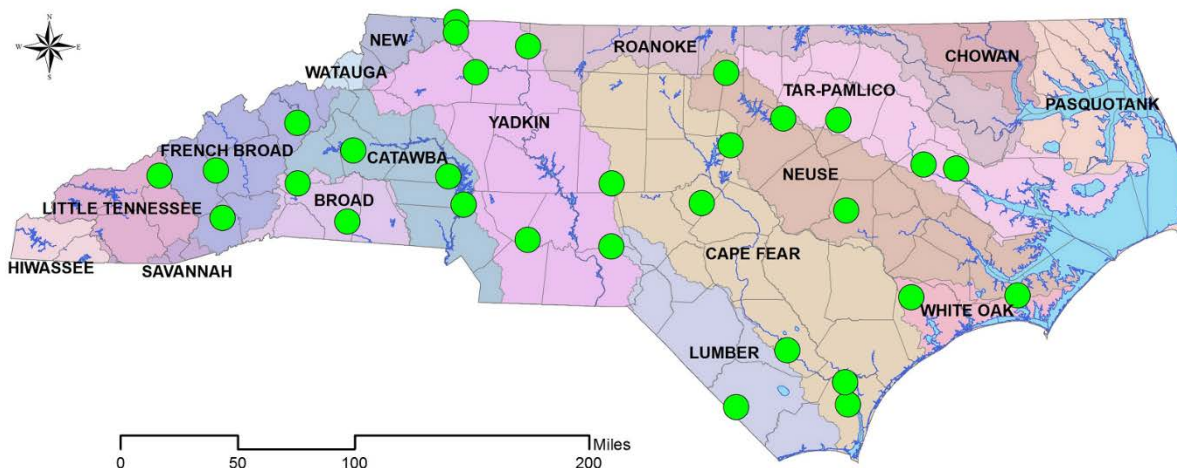 N
W E
S
NEW
WATAUGA
ROANOKE
CHOWAN
TAR-PAMLICO
PASQUOTANK
YADKIN
FRENCH BROAD
CATAWBA
NEUSE
LITTLE TENNESSEE
BROAD
CAPE FEAR
HIWASSEE
SAVANNAH
WHITE OAK
LUMBER
Miles
0 50 100 200